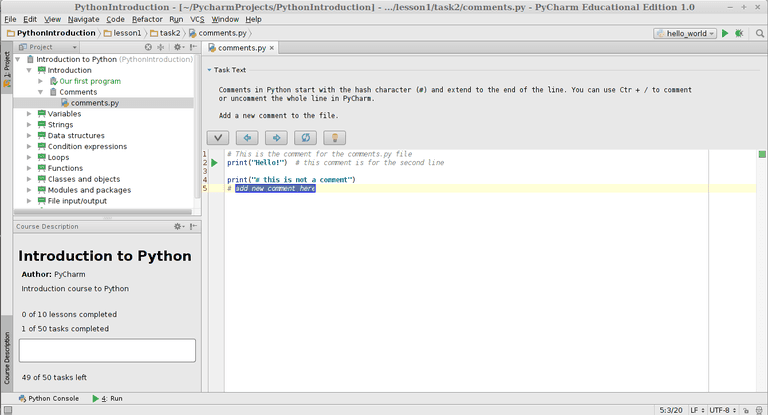 PythonIntroduction - [~/PycharmProjects/PythonIntroduction] - .../lesson1/task2/comments.py - PyCharm Educational Edition 1.0
File Edit View Navigate Code Refactor Run VCS Window Help
PythonIntroduction lesson1 task2 comments.py hello_world
1: Project
Project
Introduction to Python (PythonIntroduction)
Introduction
Our first program
Comments
comments.py
Variables
Strings
Data structures
Condition expressions
Loops
Functions
Classes and objects
Modules and packages
File input/output
Course Description
Introduction to Python
Author: PyCharm
Introduction course to Python
0 of 10 lessons completed
1 of 50 tasks completed
49 of 50 tasks left
Course Description
comments.py
Task Text
Comments in Python start with the hash character (#) and extend to the end of the line. You can use Ctr + / to comment
or uncomment the whole line in PyCharm.
Add a new comment to the file.
1 # This is the comment for the comments.py file
2 print("Hello!") # this comment is for the second line
3
4 print("# this is not a comment")
5 # add new comment here
Python Console 4: Run
5:3/20 LF UTF-8